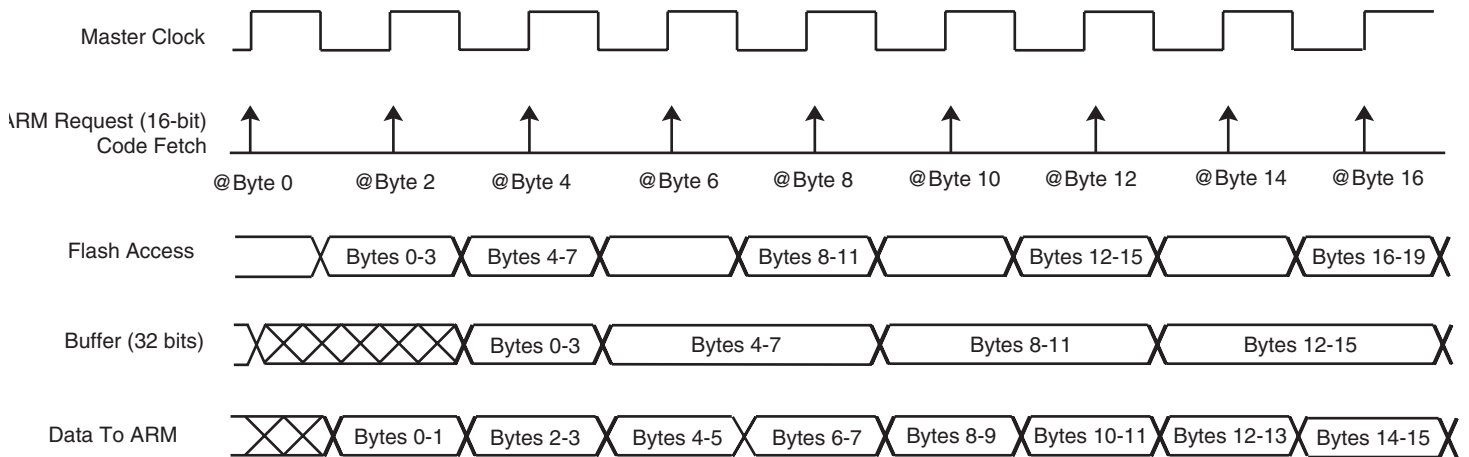 Master Clock
ARM Request (16-bit)
Code Fetch
@Byte 0 @Byte 2 @Byte 4 @Byte 6 @Byte 8 @Byte 10 @Byte 12 @Byte 14 @Byte 16
Flash Access Bytes 0-3 Bytes 4-7 Bytes 8-11 Bytes 12-15 Bytes 16-19
Buffer (32 bits) Bytes 0-3 Bytes 4-7 Bytes 8-11 Bytes 12-15
Data To ARM Bytes 0-1 Bytes 2-3 Bytes 4-5 Bytes 6-7 Bytes 8-9 Bytes 10-11 Bytes 12-13 Bytes 14-15